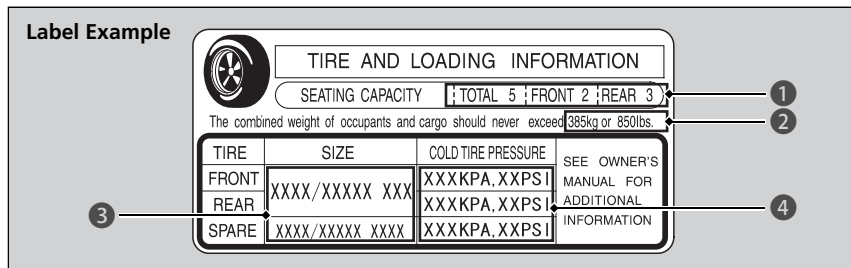 Label Example
TIRE AND LOADING INFORMATION
SEATING CAPACITY TOTAL 5 FRONT 2 REAR 3
1
The combined weight of occupants and cargo should never exceed 385kg or 850lbs.
2
TIRE SIZE COLD TIRE PRESSURE
SEE OWNER'S
MANUAL FOR
ADDITIONAL
INFORMATION
FRONT XXXX/XXXXX XXX XXXKPA,XXPSI
REAR XXXKPA,XXPSI
SPARE XXXX/XXXXX XXXX XXXKPA,XXPSI
3
4